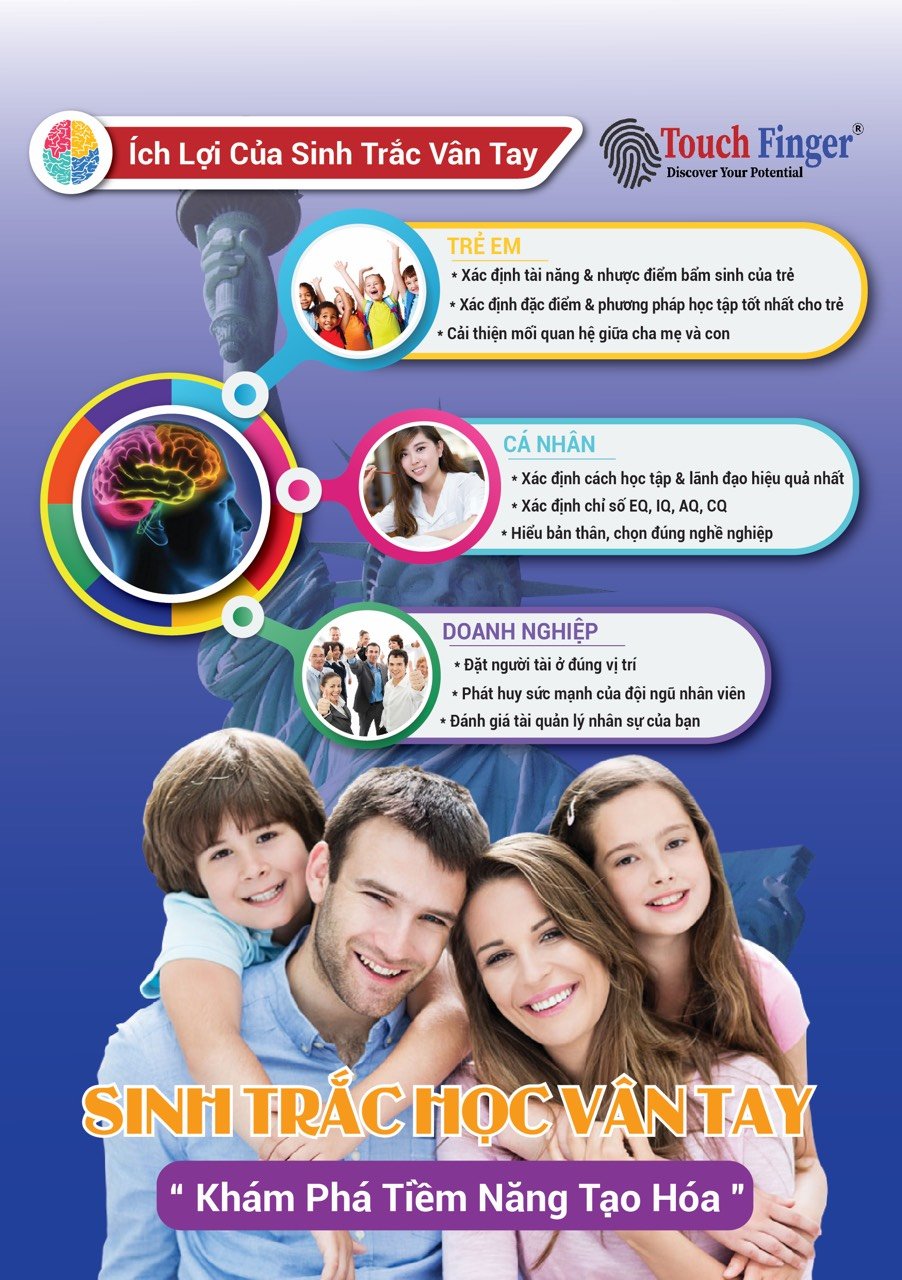 Ích Lợi Của Sinh Trắc Vân Tay
Touch Finger®
Discover Your Potential
TRẺ EM
* Xác định tài năng & nhược điểm bẩm sinh của trẻ
* Xác định đặc điểm & phương pháp học tập tốt nhất cho trẻ
* Cải thiện mối quan hệ giữa cha mẹ và con
CÁ NHÂN
* Xác định cách học tập & lãnh đạo hiệu quả nhất
* Xác định chỉ số EQ, IQ, AQ, CQ
* Hiểu bản thân, chọn đúng nghề nghiệp
DOANH NGHIỆP
* Đặt người tài ở đúng vị trí
* Phát huy sức mạnh của đội ngũ nhân viên
* Đánh giá tài quản lý nhân sự của bạn
SINH TRẮC HỌC VÂN TAY
“ Khám Phá Tiềm Năng Tạo Hóa ”